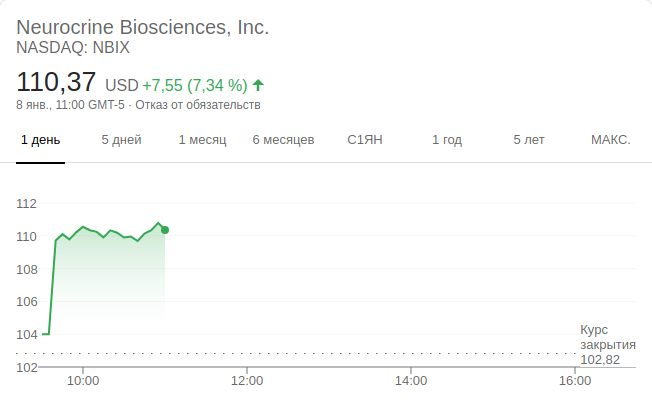 Neurocrine Biosciences, Inc.
NASDAQ: NBIX
110,37 USD +7,55 (7,34 %)
8 янв., 11:00 GMT-5 · Отказ от обязательств
1 день 5 дней 1 месяц 6 месяцев С1ЯН 1 год 5 лет МАКС.
112
110
108
106
104
Курс
закрытия
102,82
102
10:00 12:00 14:00 16:00